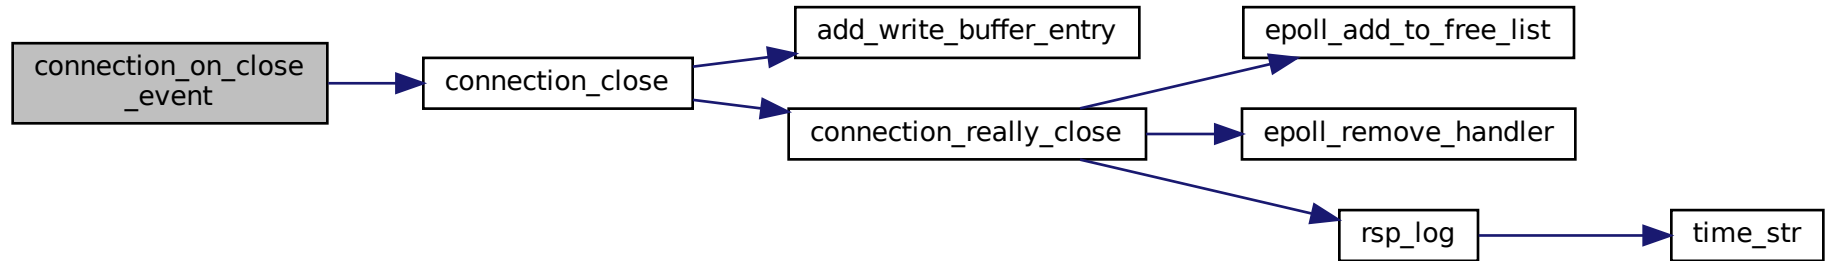 connection_on_close
_event
connection_close
add_write_buffer_entry
connection_really_close
epoll_add_to_free_list
epoll_remove_handler
rsp_log
time_str